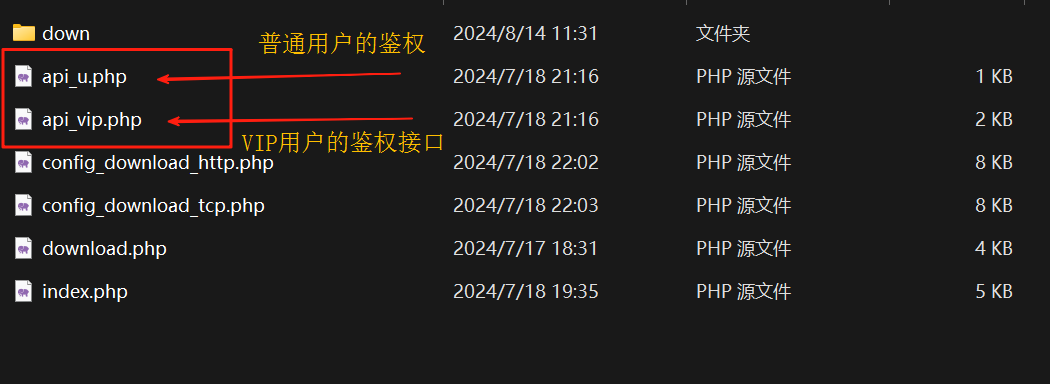 down 2024/8/14 11:31 文件夹
普通用户的鉴权
api_u.php 2024/7/18 21:16 PHP 源文件 1 KB
api_vip.php 2024/7/18 21:16 PHP 源文件 2 KB
VIP用户的鉴权接口
config_download_http.php 2024/7/18 22:02 PHP 源文件 8 KB
config_download_tcp.php 2024/7/18 22:03 PHP 源文件 8 KB
download.php 2024/7/17 18:31 PHP 源文件 4 KB
index.php 2024/7/18 19:35 PHP 源文件 5 KB